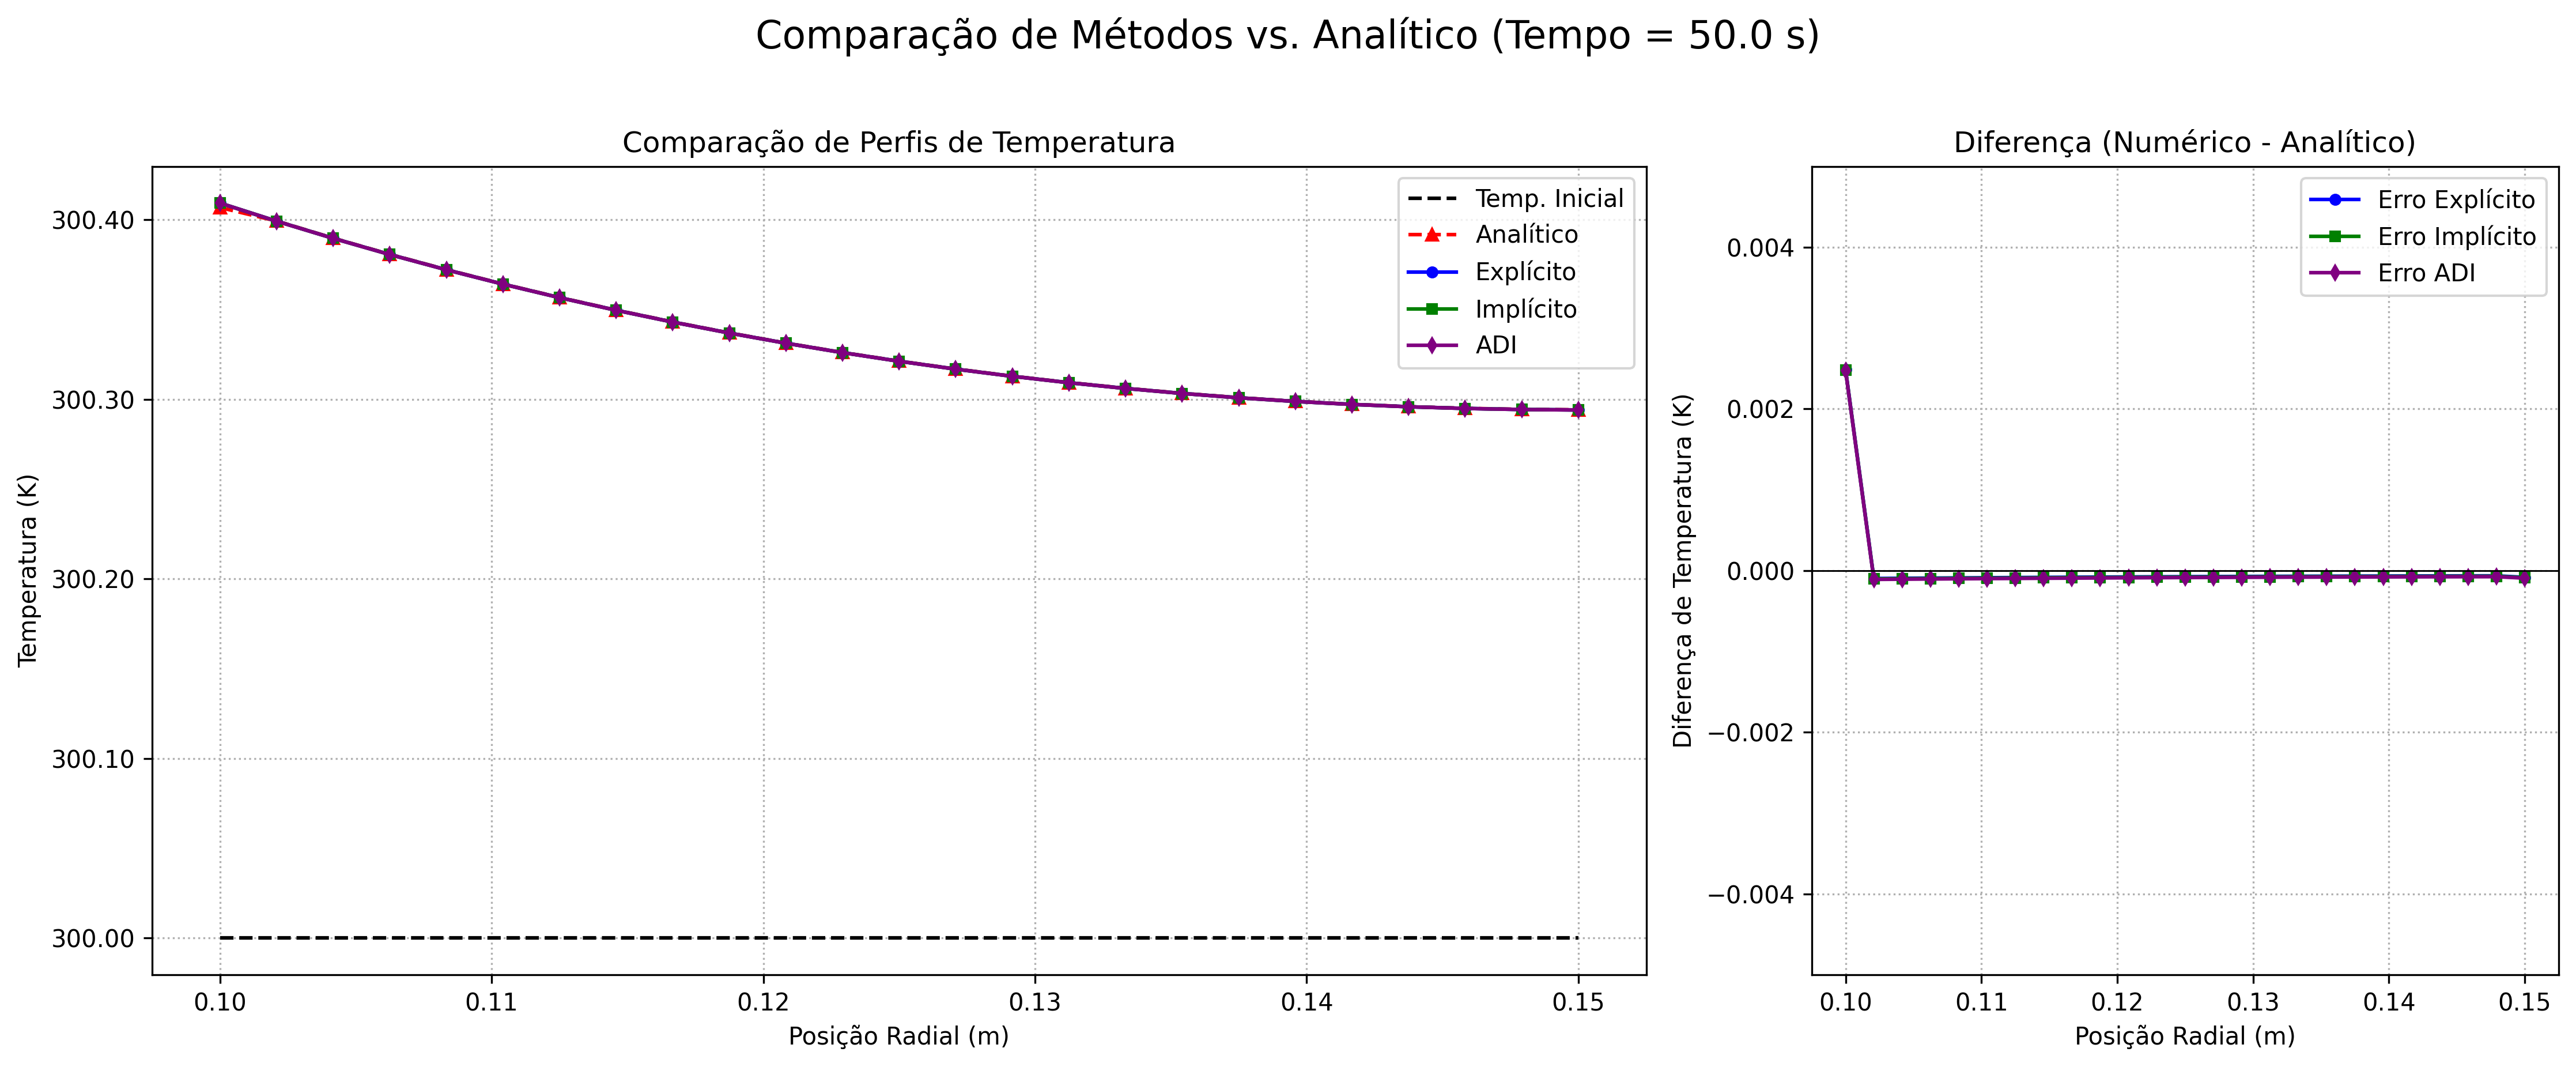 Comparação de Métodos vs. Analítico (Tempo = 50.0 s)
Comparação de Perfis de Temperatura
Temperatura (K)
300.40
300.30
300.20
300.10
300.00
0.10 0.11 0.12 0.13 0.14 0.15
Posição Radial (m)
Temp. Inicial
Analítico
Explícito
Implícito
ADI
Diferença (Numérico - Analítico)
Diferença de Temperatura (K)
0.004
0.002
0.000
−0.002
−0.004
0.10 0.11 0.12 0.13 0.14 0.15
Posição Radial (m)
Erro Explícito
Erro Implícito
Erro ADI